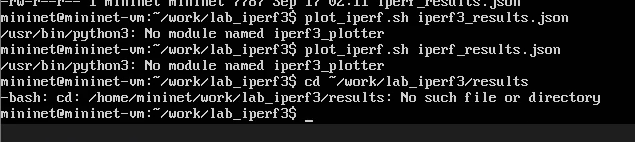 -rw-r--r-- 1 mininet mininet 7787 Sep 17 02:11 iperf_results.json
mininet@mininet-vm:~/work/lab_iperf3$ plot_iperf.sh iperf3_results.json
/usr/bin/python3: No module named iperf3_plotter
mininet@mininet-vm:~/work/lab_iperf3$ plot_iperf.sh iperf_results.json
/usr/bin/python3: No module named iperf3_plotter
mininet@mininet-vm:~/work/lab_iperf3$ cd ~/work/lab_iperf3/results
-bash: cd: /home/mininet/work/lab_iperf3/results: No such file or directory
mininet@mininet-vm:~/work/lab_iperf3$ _